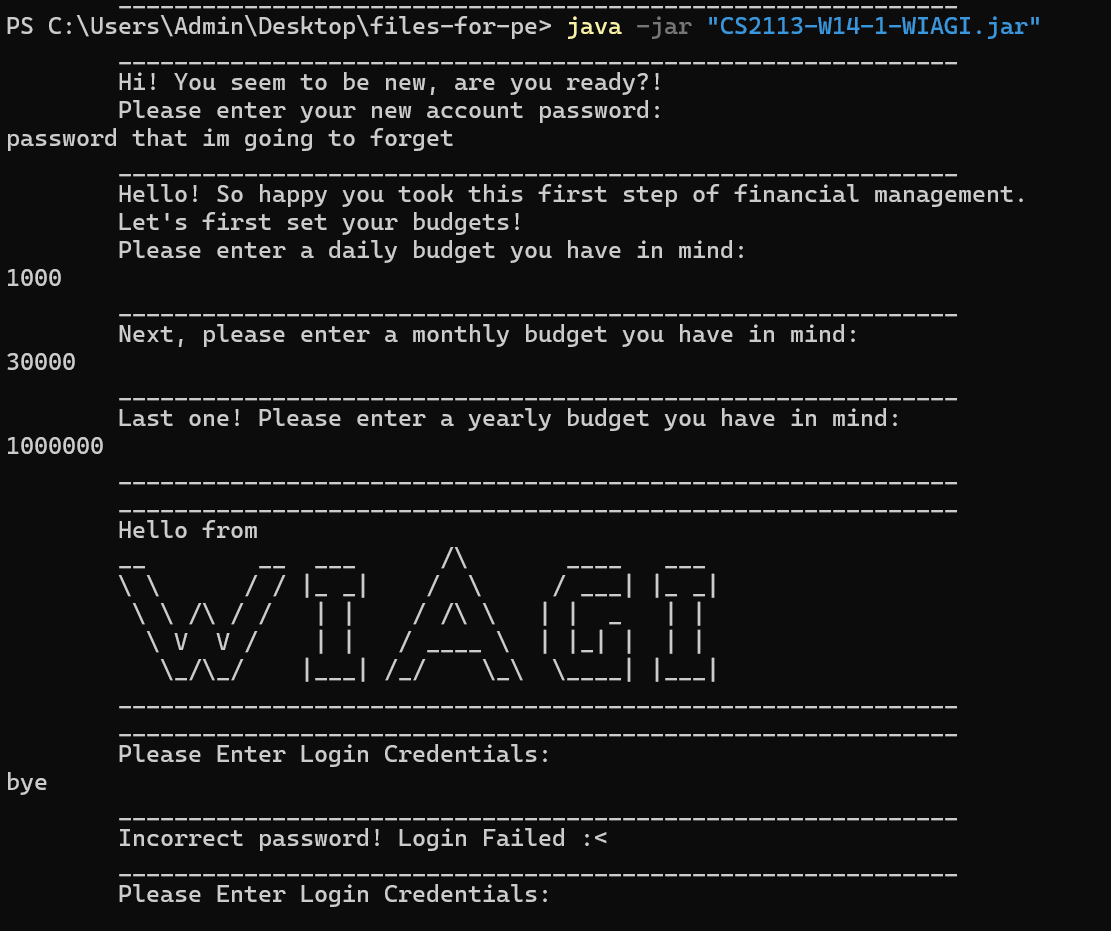 ____________________________________________________________
PS C:\Users\Admin\Desktop\files-for-pe> java -jar "CS2113-W14-1-WIAGI.jar"
____________________________________________________________
Hi! You seem to be new, are you ready?!
Please enter your new account password:
password that im going to forget
____________________________________________________________
Hello! So happy you took this first step of financial management.
Let's first set your budgets!
Please enter a daily budget you have in mind:
1000
____________________________________________________________
Next, please enter a monthly budget you have in mind:
30000
____________________________________________________________
Last one! Please enter a yearly budget you have in mind:
1000000
____________________________________________________________
____________________________________________________________
Hello from
__        __  ___      /\       ____   ___
\ \      / / |_ _|    /  \     / ___| |_ _|
 \ \ /\ / /   | |    / /\ \   | |  _   | |
  \ V  V /    | |   / ____ \  | |_| |  | |
   \_/\_/    |___| /_/    \_\  \____| |___|
____________________________________________________________
____________________________________________________________
Please Enter Login Credentials:
bye
____________________________________________________________
Incorrect password! Login Failed :<
____________________________________________________________
Please Enter Login Credentials: